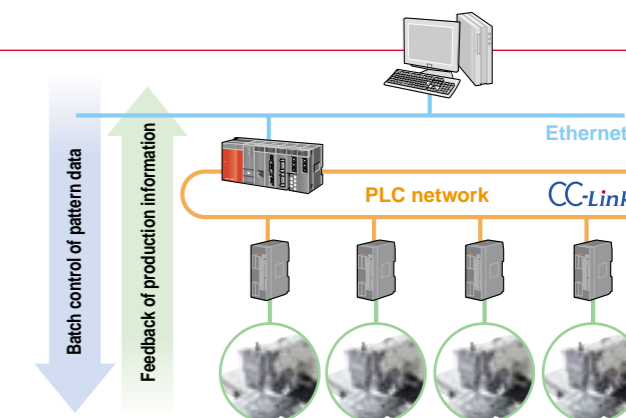 Batch control of pattern data
Feedback of production information
Ethernet
PLC network
CC-Link